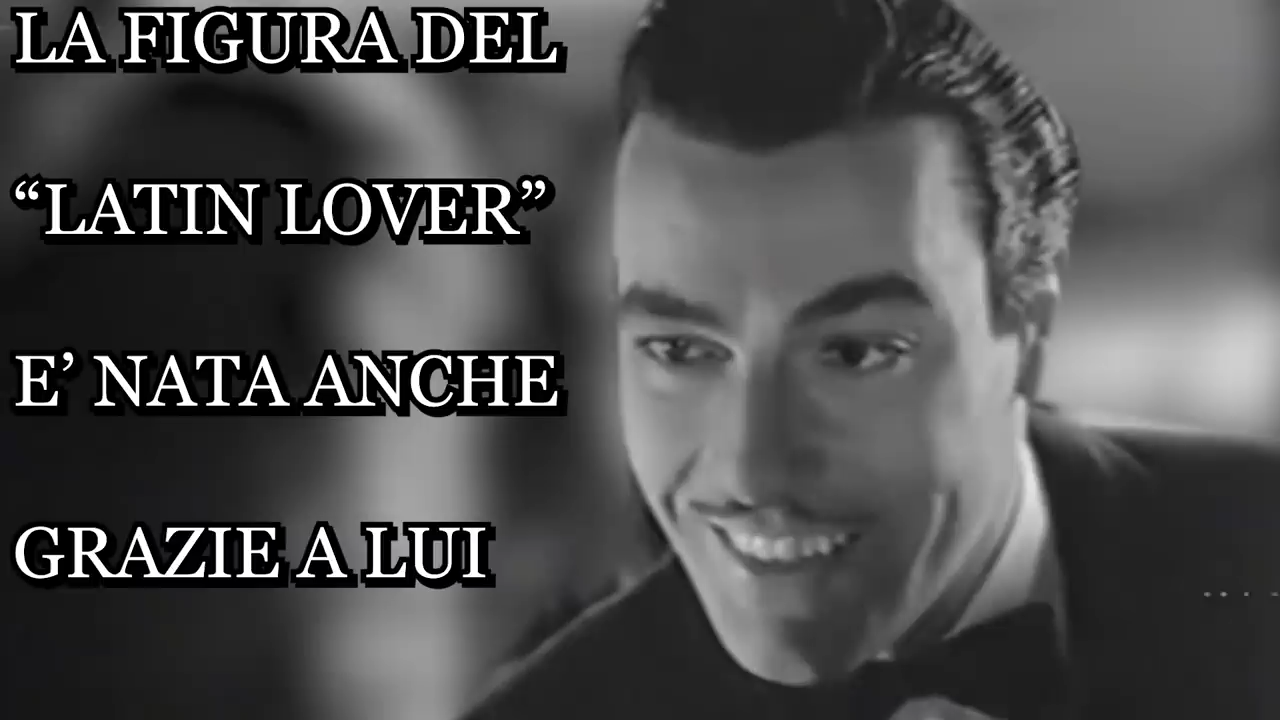 LA FIGURA DEL
“LATIN LOVER”
E’ NATA ANCHE
GRAZIE A LUI